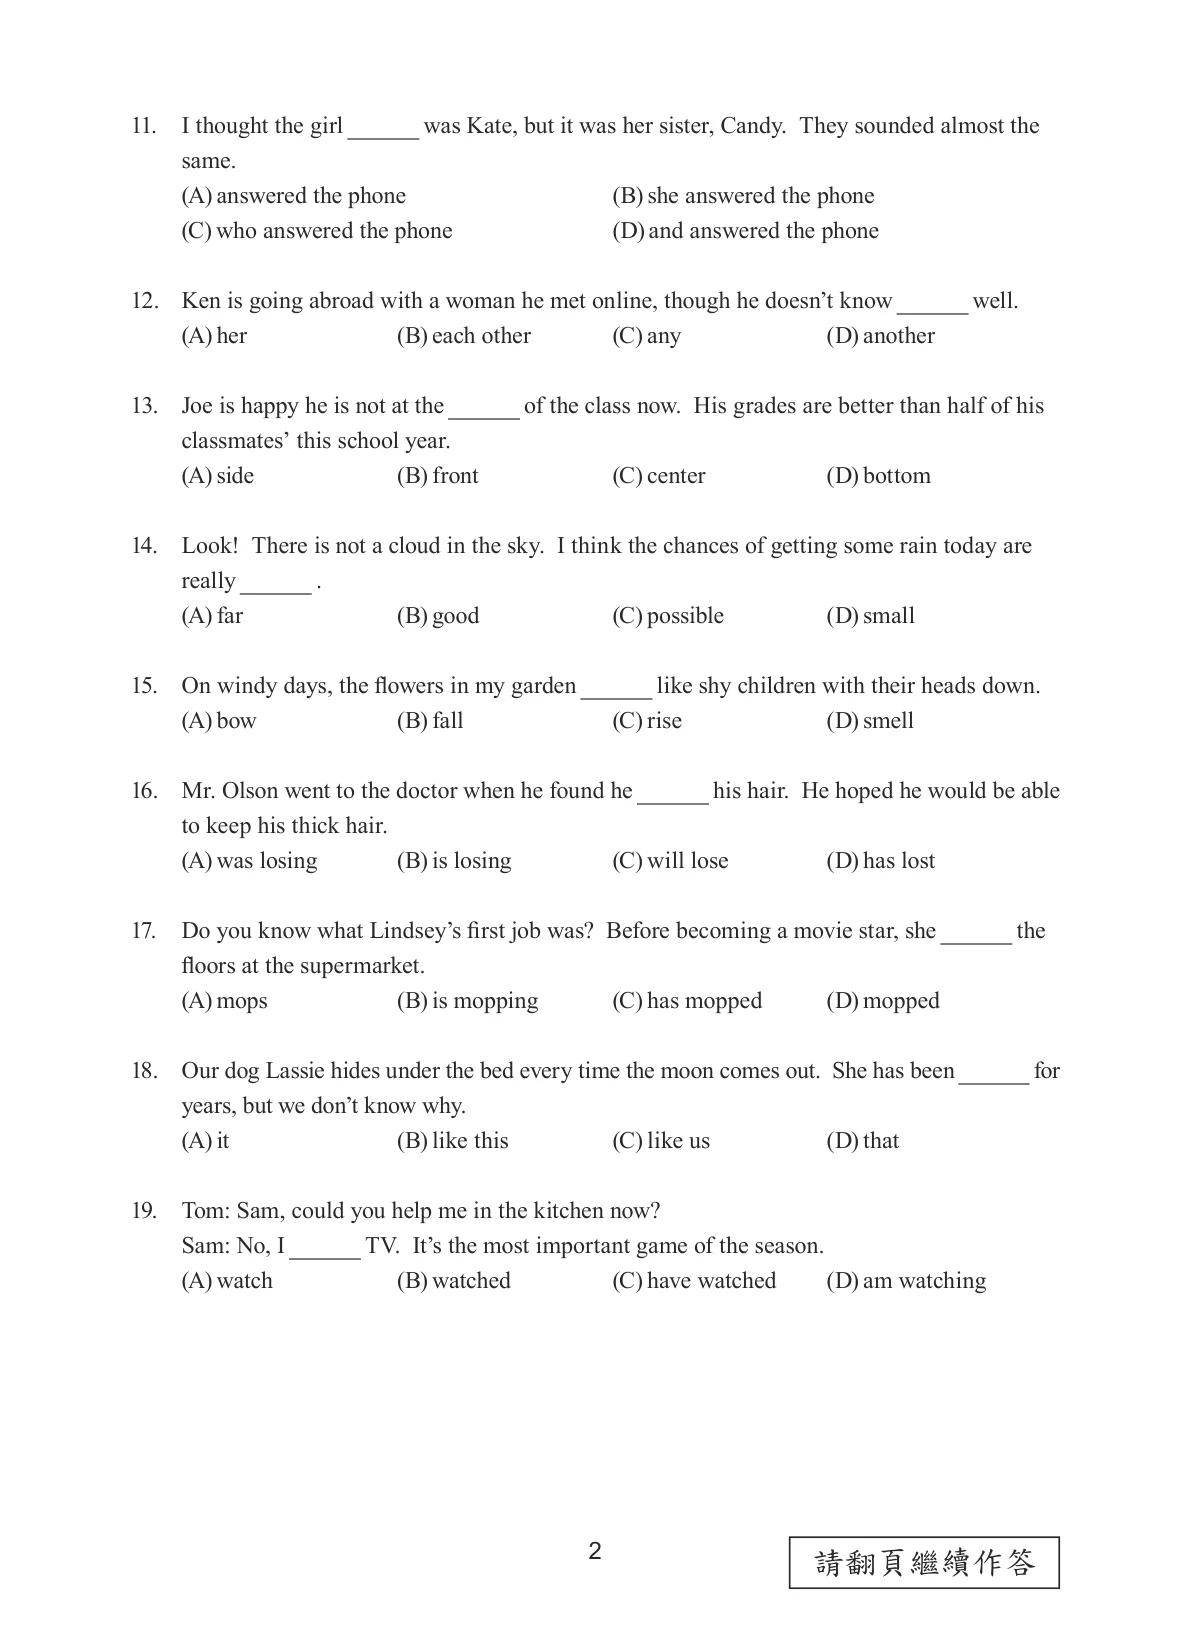 11. I thought the girl ______ was Kate, but it was her sister, Candy. They sounded almost the
same.
(A) answered the phone (B) she answered the phone
(C) who answered the phone (D) and answered the phone
12. Ken is going abroad with a woman he met online, though he doesn’t know ______ well.
(A) her (B) each other (C) any (D) another
13. Joe is happy he is not at the ______ of the class now. His grades are better than half of his
classmates’ this school year.
(A) side (B) front (C) center (D) bottom
14. Look! There is not a cloud in the sky. I think the chances of getting some rain today are
really ______ .
(A) far (B) good (C) possible (D) small
15. On windy days, the flowers in my garden ______ like shy children with their heads down.
(A) bow (B) fall (C) rise (D) smell
16. Mr. Olson went to the doctor when he found he ______ his hair. He hoped he would be able
to keep his thick hair.
(A) was losing (B) is losing (C) will lose (D) has lost
17. Do you know what Lindsey’s first job was? Before becoming a movie star, she ______ the
floors at the supermarket.
(A) mops (B) is mopping (C) has mopped (D) mopped
18. Our dog Lassie hides under the bed every time the moon comes out. She has been ______ for
years, but we don’t know why.
(A) it (B) like this (C) like us (D) that
19. Tom: Sam, could you help me in the kitchen now?
Sam: No, I ______ TV. It’s the most important game of the season.
(A) watch (B) watched (C) have watched (D) am watching
2
請翻頁繼續作答